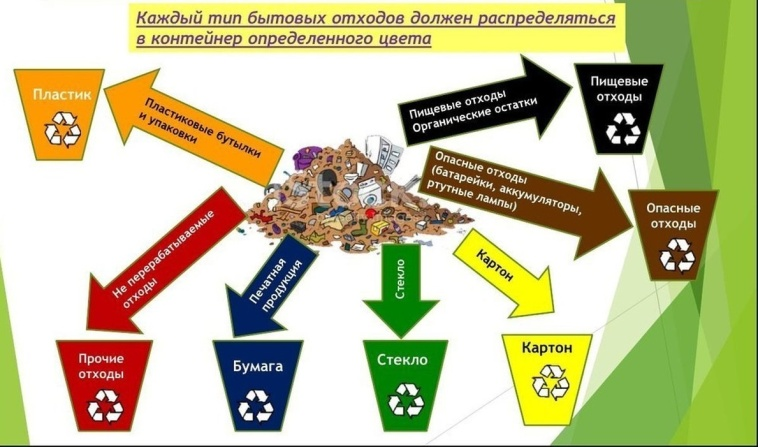 Каждый тип бытовых отходов должен распределяться
в контейнер определенного цвета
Пластик
Пластиковые бутылки
и упаковки
Пищевые отходы
Органические остатки
Пищевые
отходы
Опасные отходы
(батарейки, аккумуляторы,
ртутные лампы)
Опасные
отходы
Не перерабатываемые
отходы
Печатная
продукция
Стекло
Картон
Прочие
отходы
Бумага
Стекло
Картон